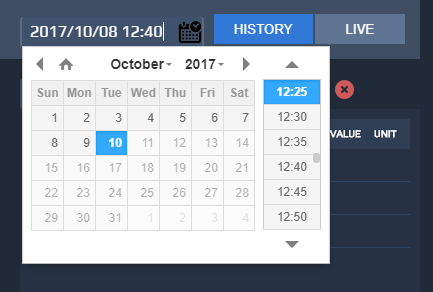 2017/10/08 12:40
HISTORY
LIVE
October
2017
Sun Mon Tue Wed Thu Fri Sat
1 2 3 4 5 6 7
8 9 10 11 12 13 14
15 16 17 18 19 20 21
22 23 24 25 26 27 28
29 30 31 1 2 3 4
12:25
12:30
12:35
12:40
12:45
12:50
VALUE UNIT